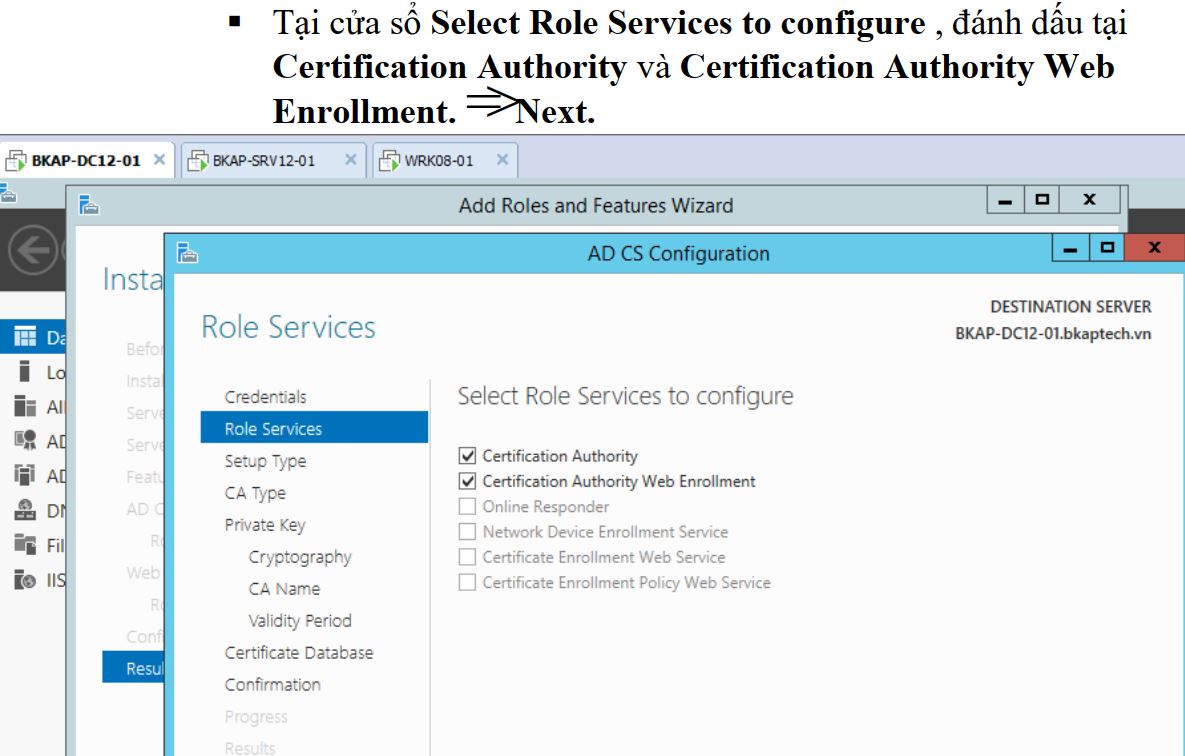 ▪ Tại cửa sổ Select Role Services to configure , đánh dấu tại
Certification Authority và Certification Authority Web
Enrollment. ⇒ Next.
BKAP-DC12-01 BKAP-SRV12-01 WRK08-01
Add Roles and Features Wizard
AD CS Configuration
Insta
DESTINATION SERVER
BKAP-DC12-01.bkaptech.vn
Role Services
Da
Lo
All
AD
AD
DN
Fil
IIS
Befor
Instal
Serve
Serve
Featu
AD C
Ro
Web
Ro
Confi
Resul
Credentials
Role Services
Setup Type
CA Type
Private Key
Cryptography
CA Name
Validity Period
Certificate Database
Confirmation
Progress
Results
Select Role Services to configure
Certification Authority
Certification Authority Web Enrollment
Online Responder
Network Device Enrollment Service
Certificate Enrollment Web Service
Certificate Enrollment Policy Web Service